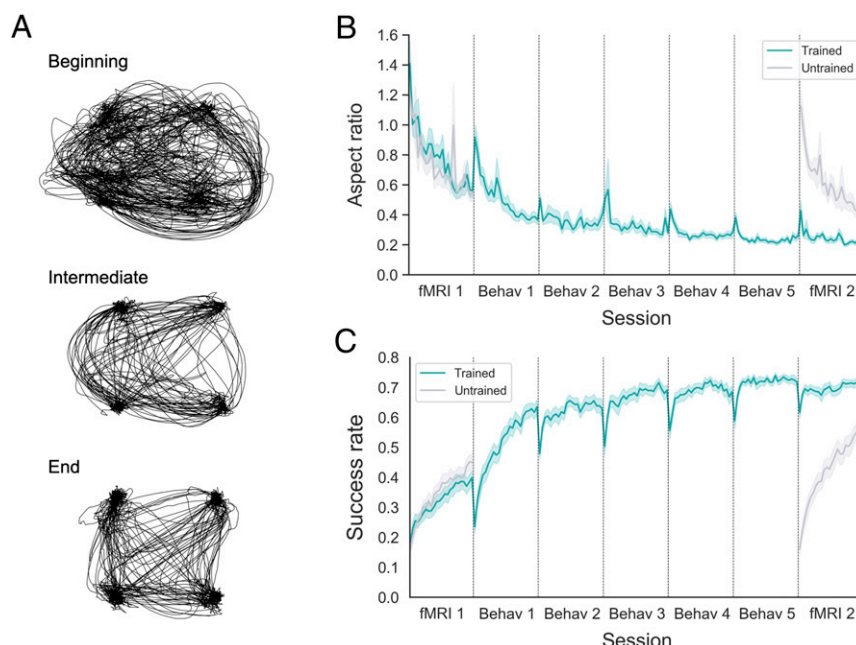 A
Beginning
Intermediate
End
B
1.6
1.4
1.2
1.0
0.8
0.6
0.4
0.2
0.0
Aspect ratio
Trained
Untrained
fMRI 1 Behav 1 Behav 2 Behav 3 Behav 4 Behav 5 fMRI 2
Session
C
0.8
0.7
0.6
0.5
0.4
0.3
0.2
0.1
0.0
Success rate
Trained
Untrained
fMRI 1 Behav 1 Behav 2 Behav 3 Behav 4 Behav 5 fMRI 2
Session